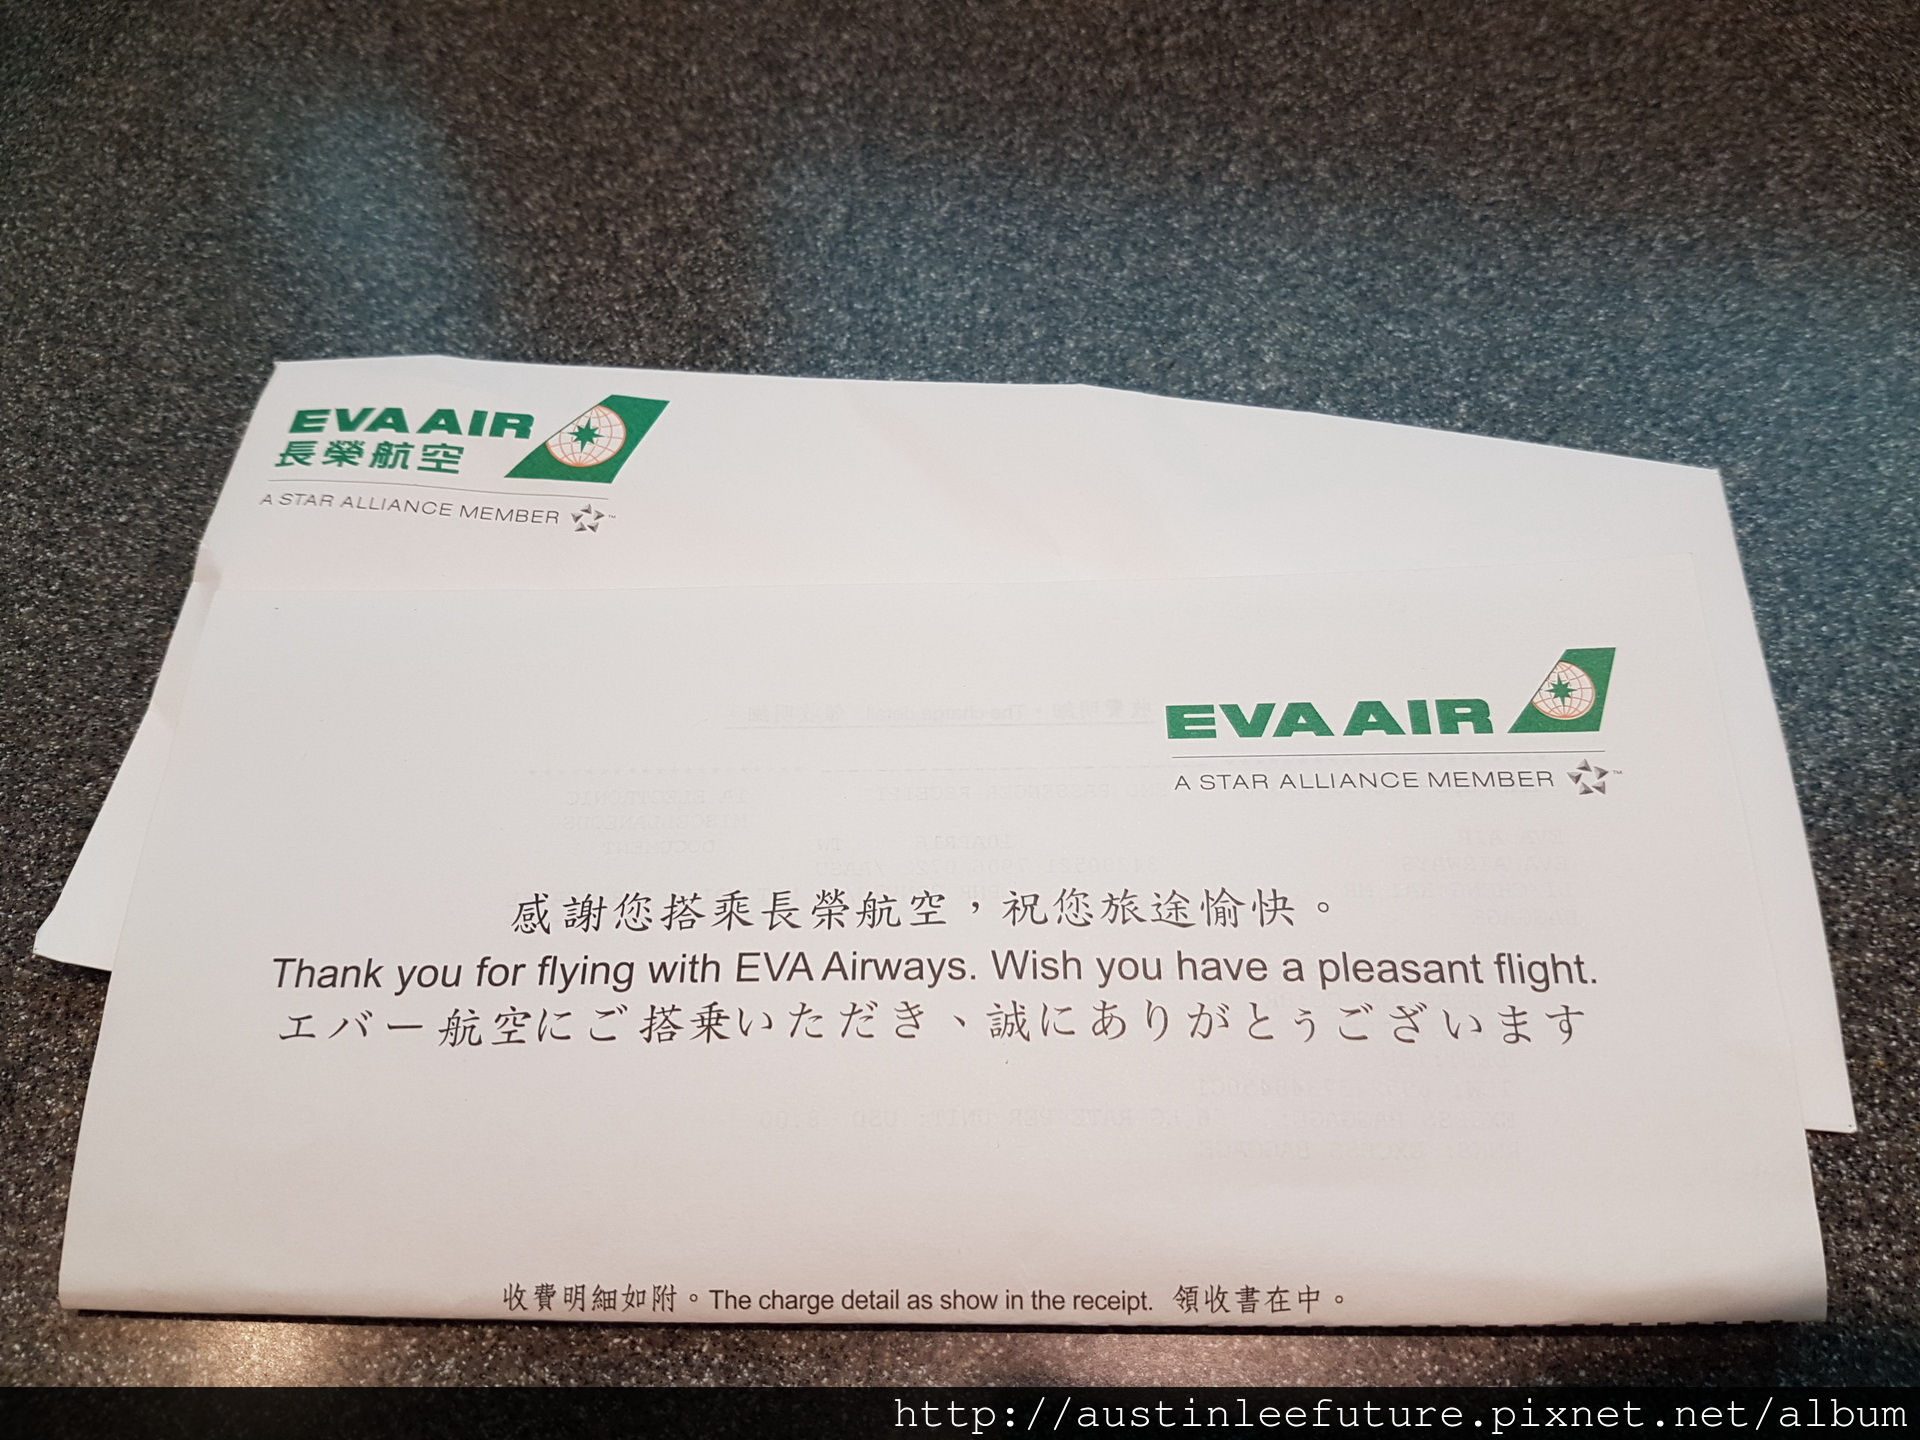 EVA AIR
長榮航空
A STAR ALLIANCE MEMBER
EVA AIR
A STAR ALLIANCE MEMBER
感謝您搭乘長榮航空，祝您旅途愉快。
Thank you for flying with EVA Airways. Wish you have a pleasant flight.
エバー航空にご搭乗いただき、誠にありがとぅございます
收費明細如附。The charge detail as show in the receipt. 領收書在中。
http://austinleefuture.pixnet.net/album